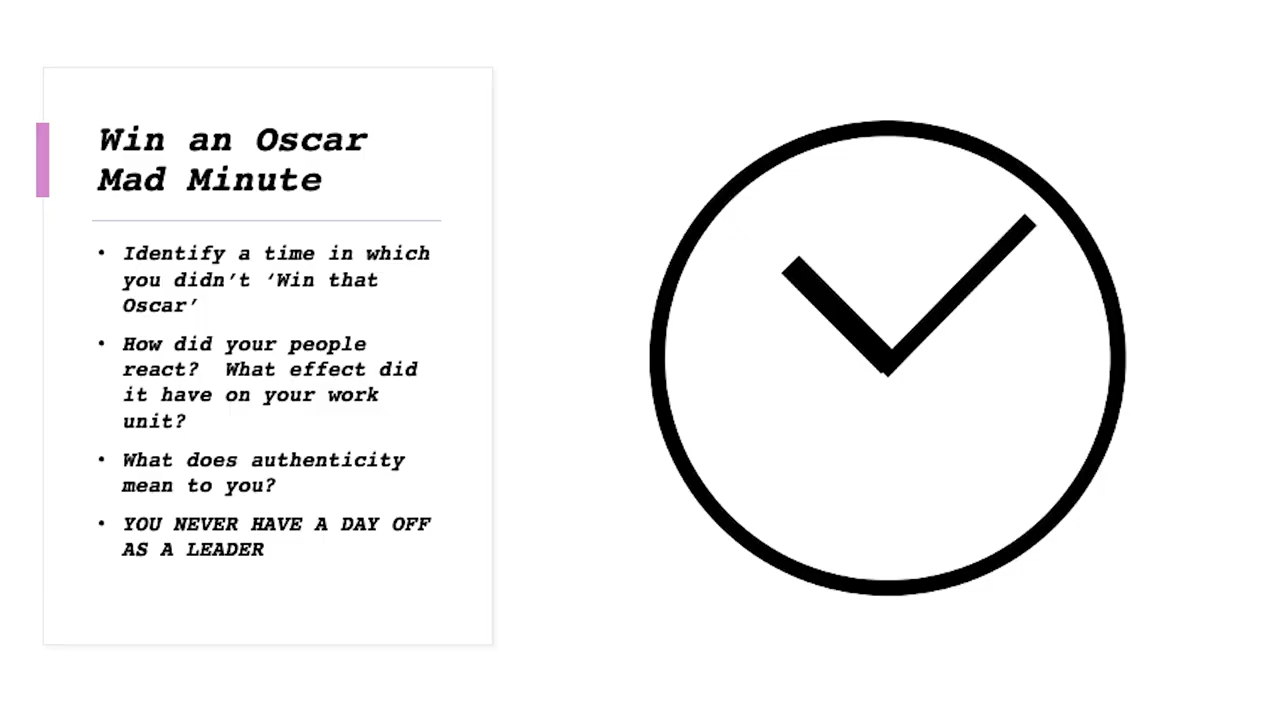 Win an Oscar
Mad Minute
• Identify a time in which
you didn’t ‘Win that
Oscar’
• How did your people
react?  What effect did
it have on your work
unit?
• What does authenticity
mean to you?
• YOU NEVER HAVE A DAY OFF
AS A LEADER